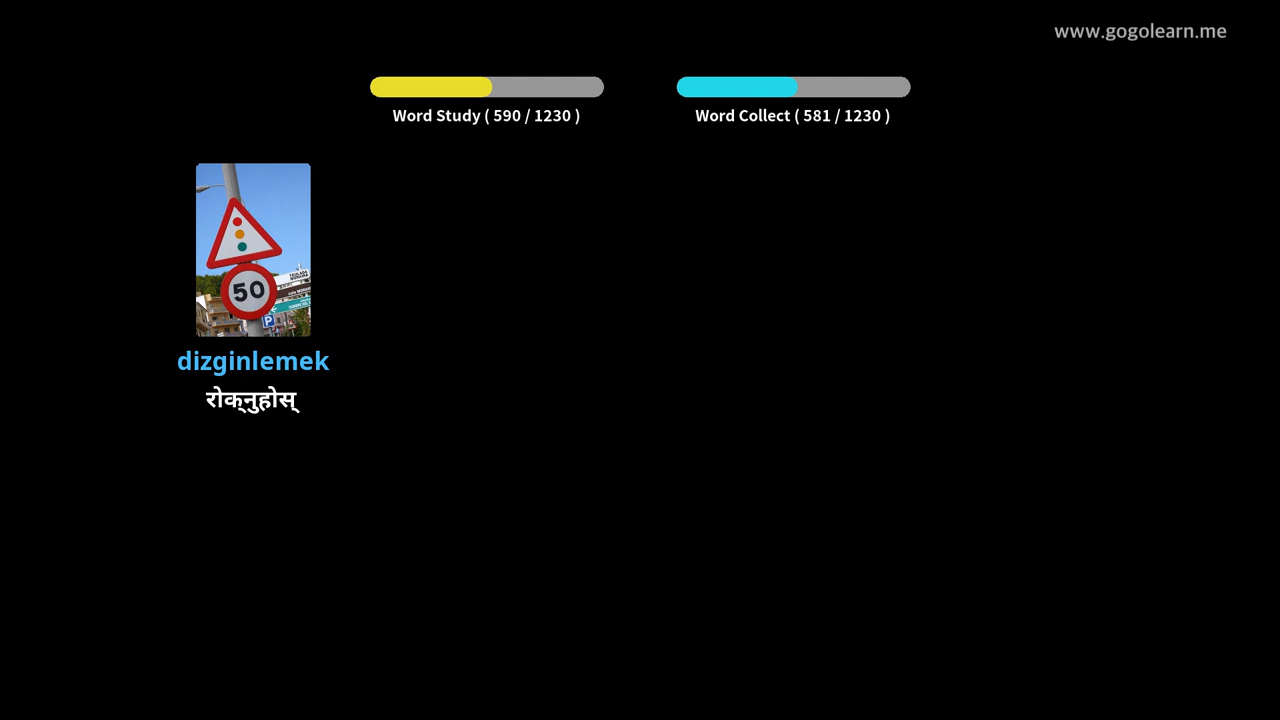 www.gogolearn.me
Word Study ( 590 / 1230 )
Word Collect ( 581 / 1230 )
50
P
dizginlemek
रोक्नुहोस्